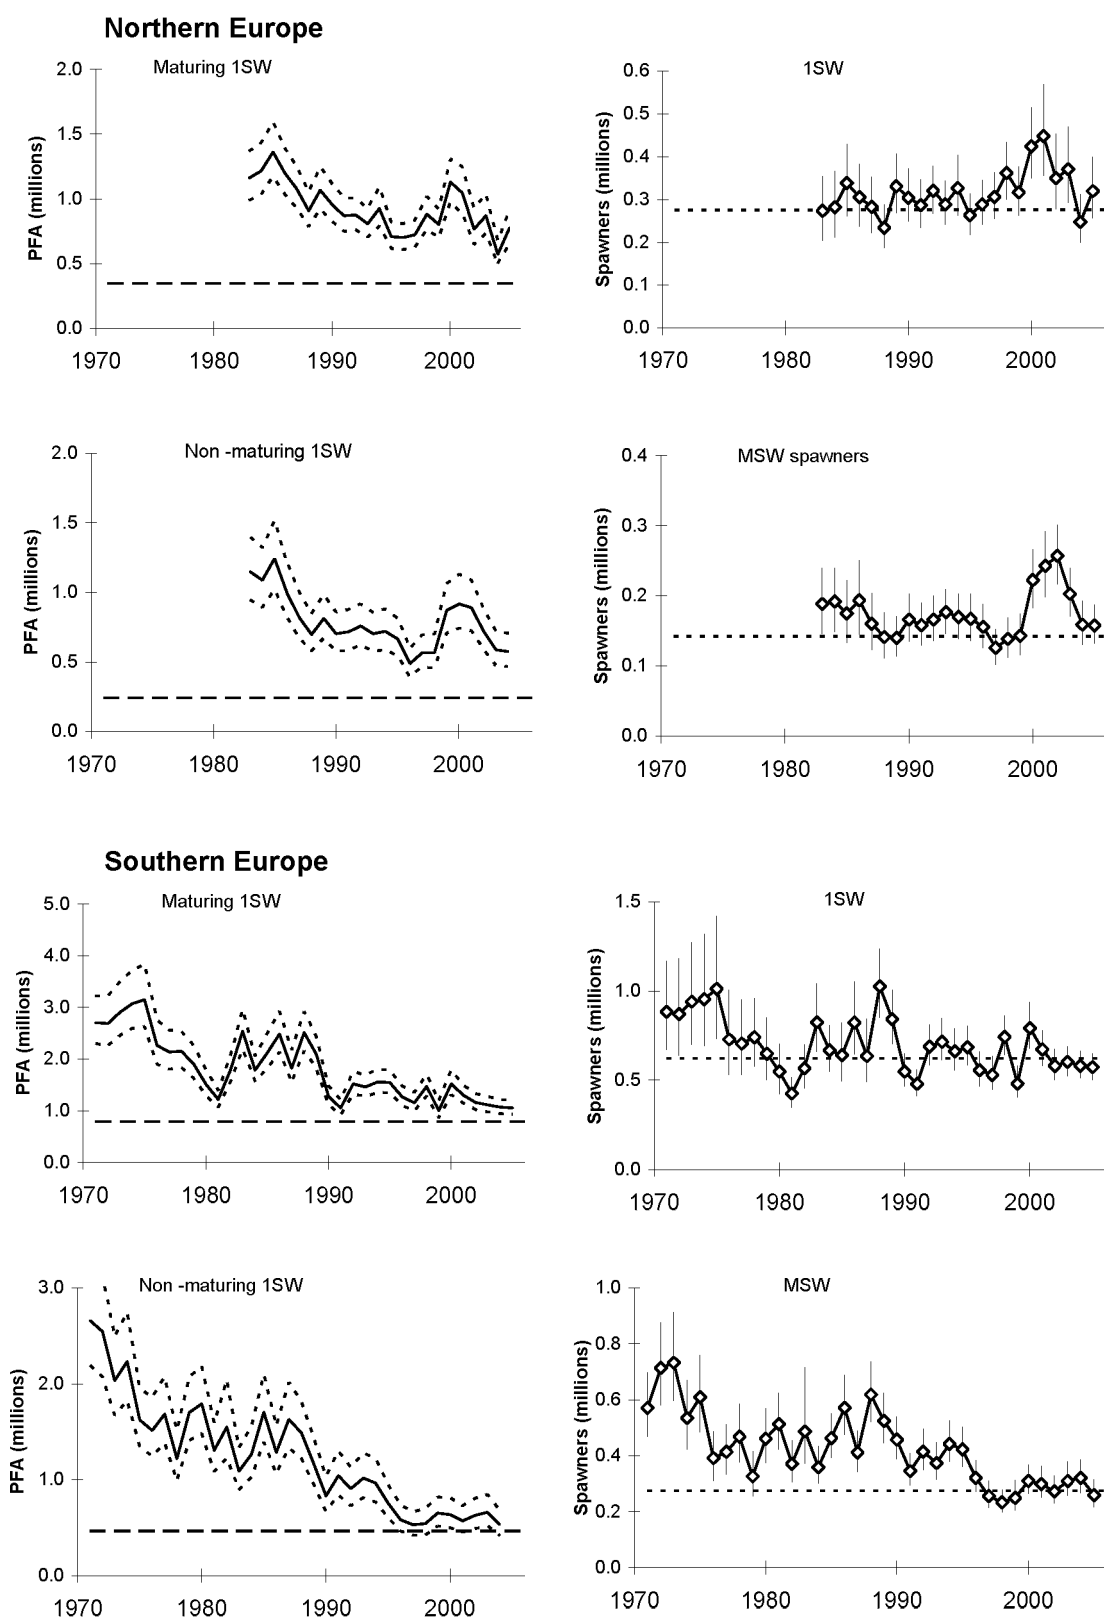 Northern Europe
Maturing 1SW
PFA (millions)
2.0
1.5
1.0
0.5
0.0
1970 1980 1990 2000
1SW
Spawners (millions)
0.6
0.5
0.4
0.3
0.2
0.1
0.0
1970 1980 1990 2000
Non -maturing 1SW
PFA (millions)
2.0
1.5
1.0
0.5
0.0
1970 1980 1990 2000
MSW spawners
Spawners (millions)
0.4
0.3
0.2
0.1
0.0
1970 1980 1990 2000
Southern Europe
Maturing 1SW
PFA (millions)
5.0
4.0
3.0
2.0
1.0
0.0
1970 1980 1990 2000
1SW
Spawners (millions)
1.5
1.0
0.5
0.0
1970 1980 1990 2000
Non -maturing 1SW
PFA (millions)
3.0
2.0
1.0
0.0
1970 1980 1990 2000
MSW
Spawners (millions)
1.0
0.8
0.6
0.4
0.2
0.0
1970 1980 1990 2000